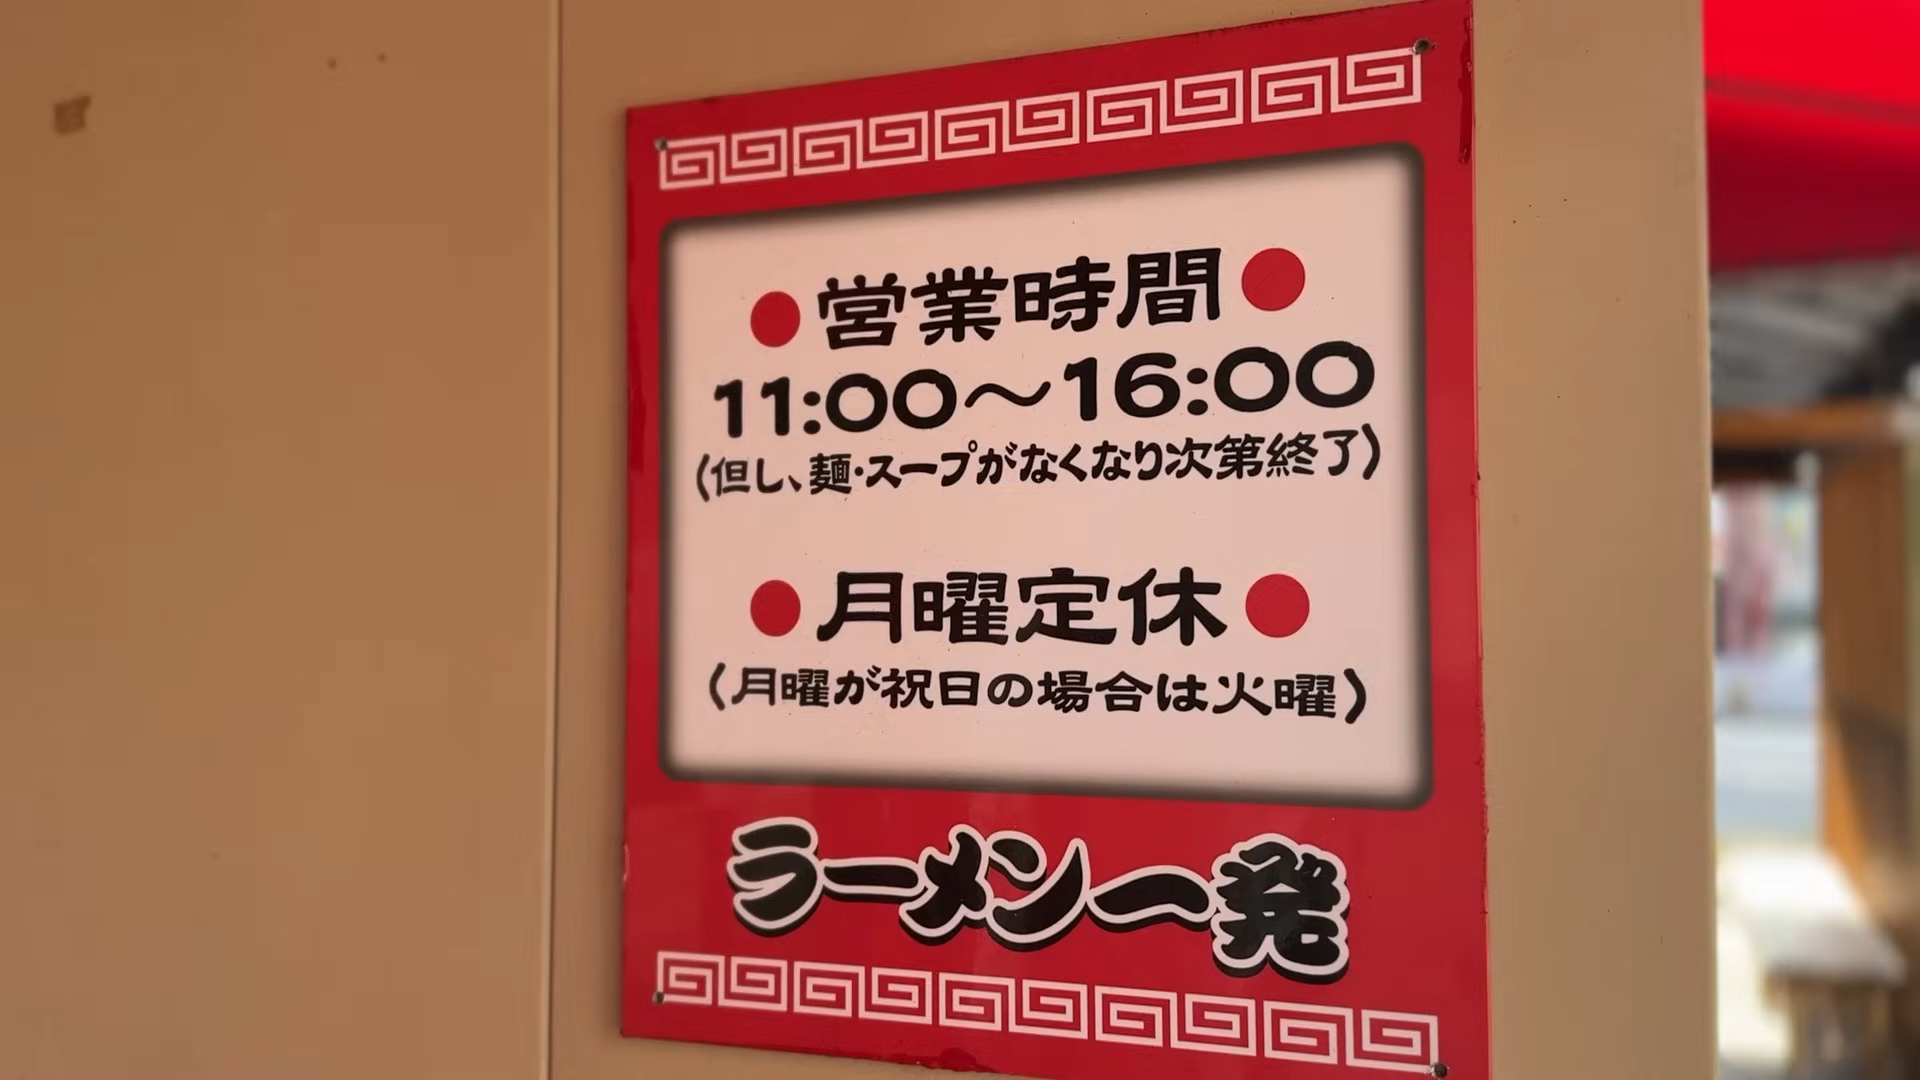 ●営業時間●
11:00～16:00
(但し、麺・スープがなくなり次第終了)
●月曜定休●
(月曜が祝日の場合は火曜)
ラーメン一発